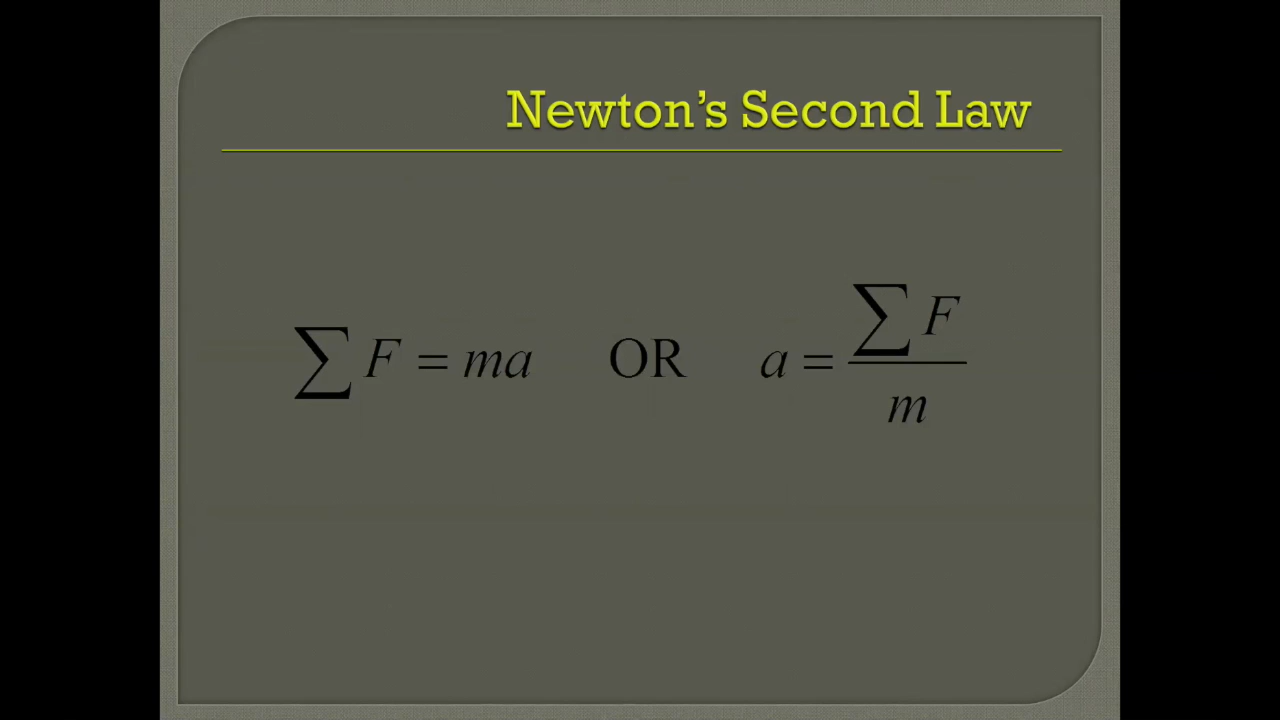 Newton's Second Law
∑F = ma OR a = ∑F / m